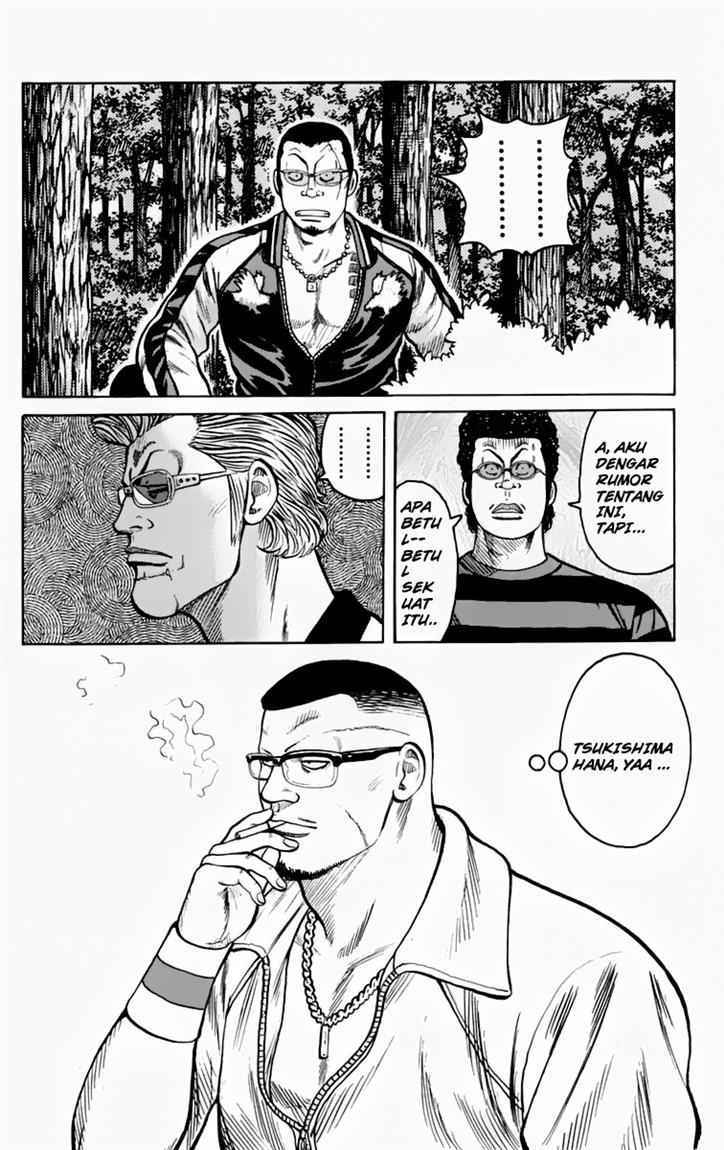 A, AKU
DENGAR
RUMOR
TENTANG
INI,
TAPI...
APA
BETU
L--
BETU
L
SEK
UAT
ITU..
TSUKISHIMA
HANA, YAA ...